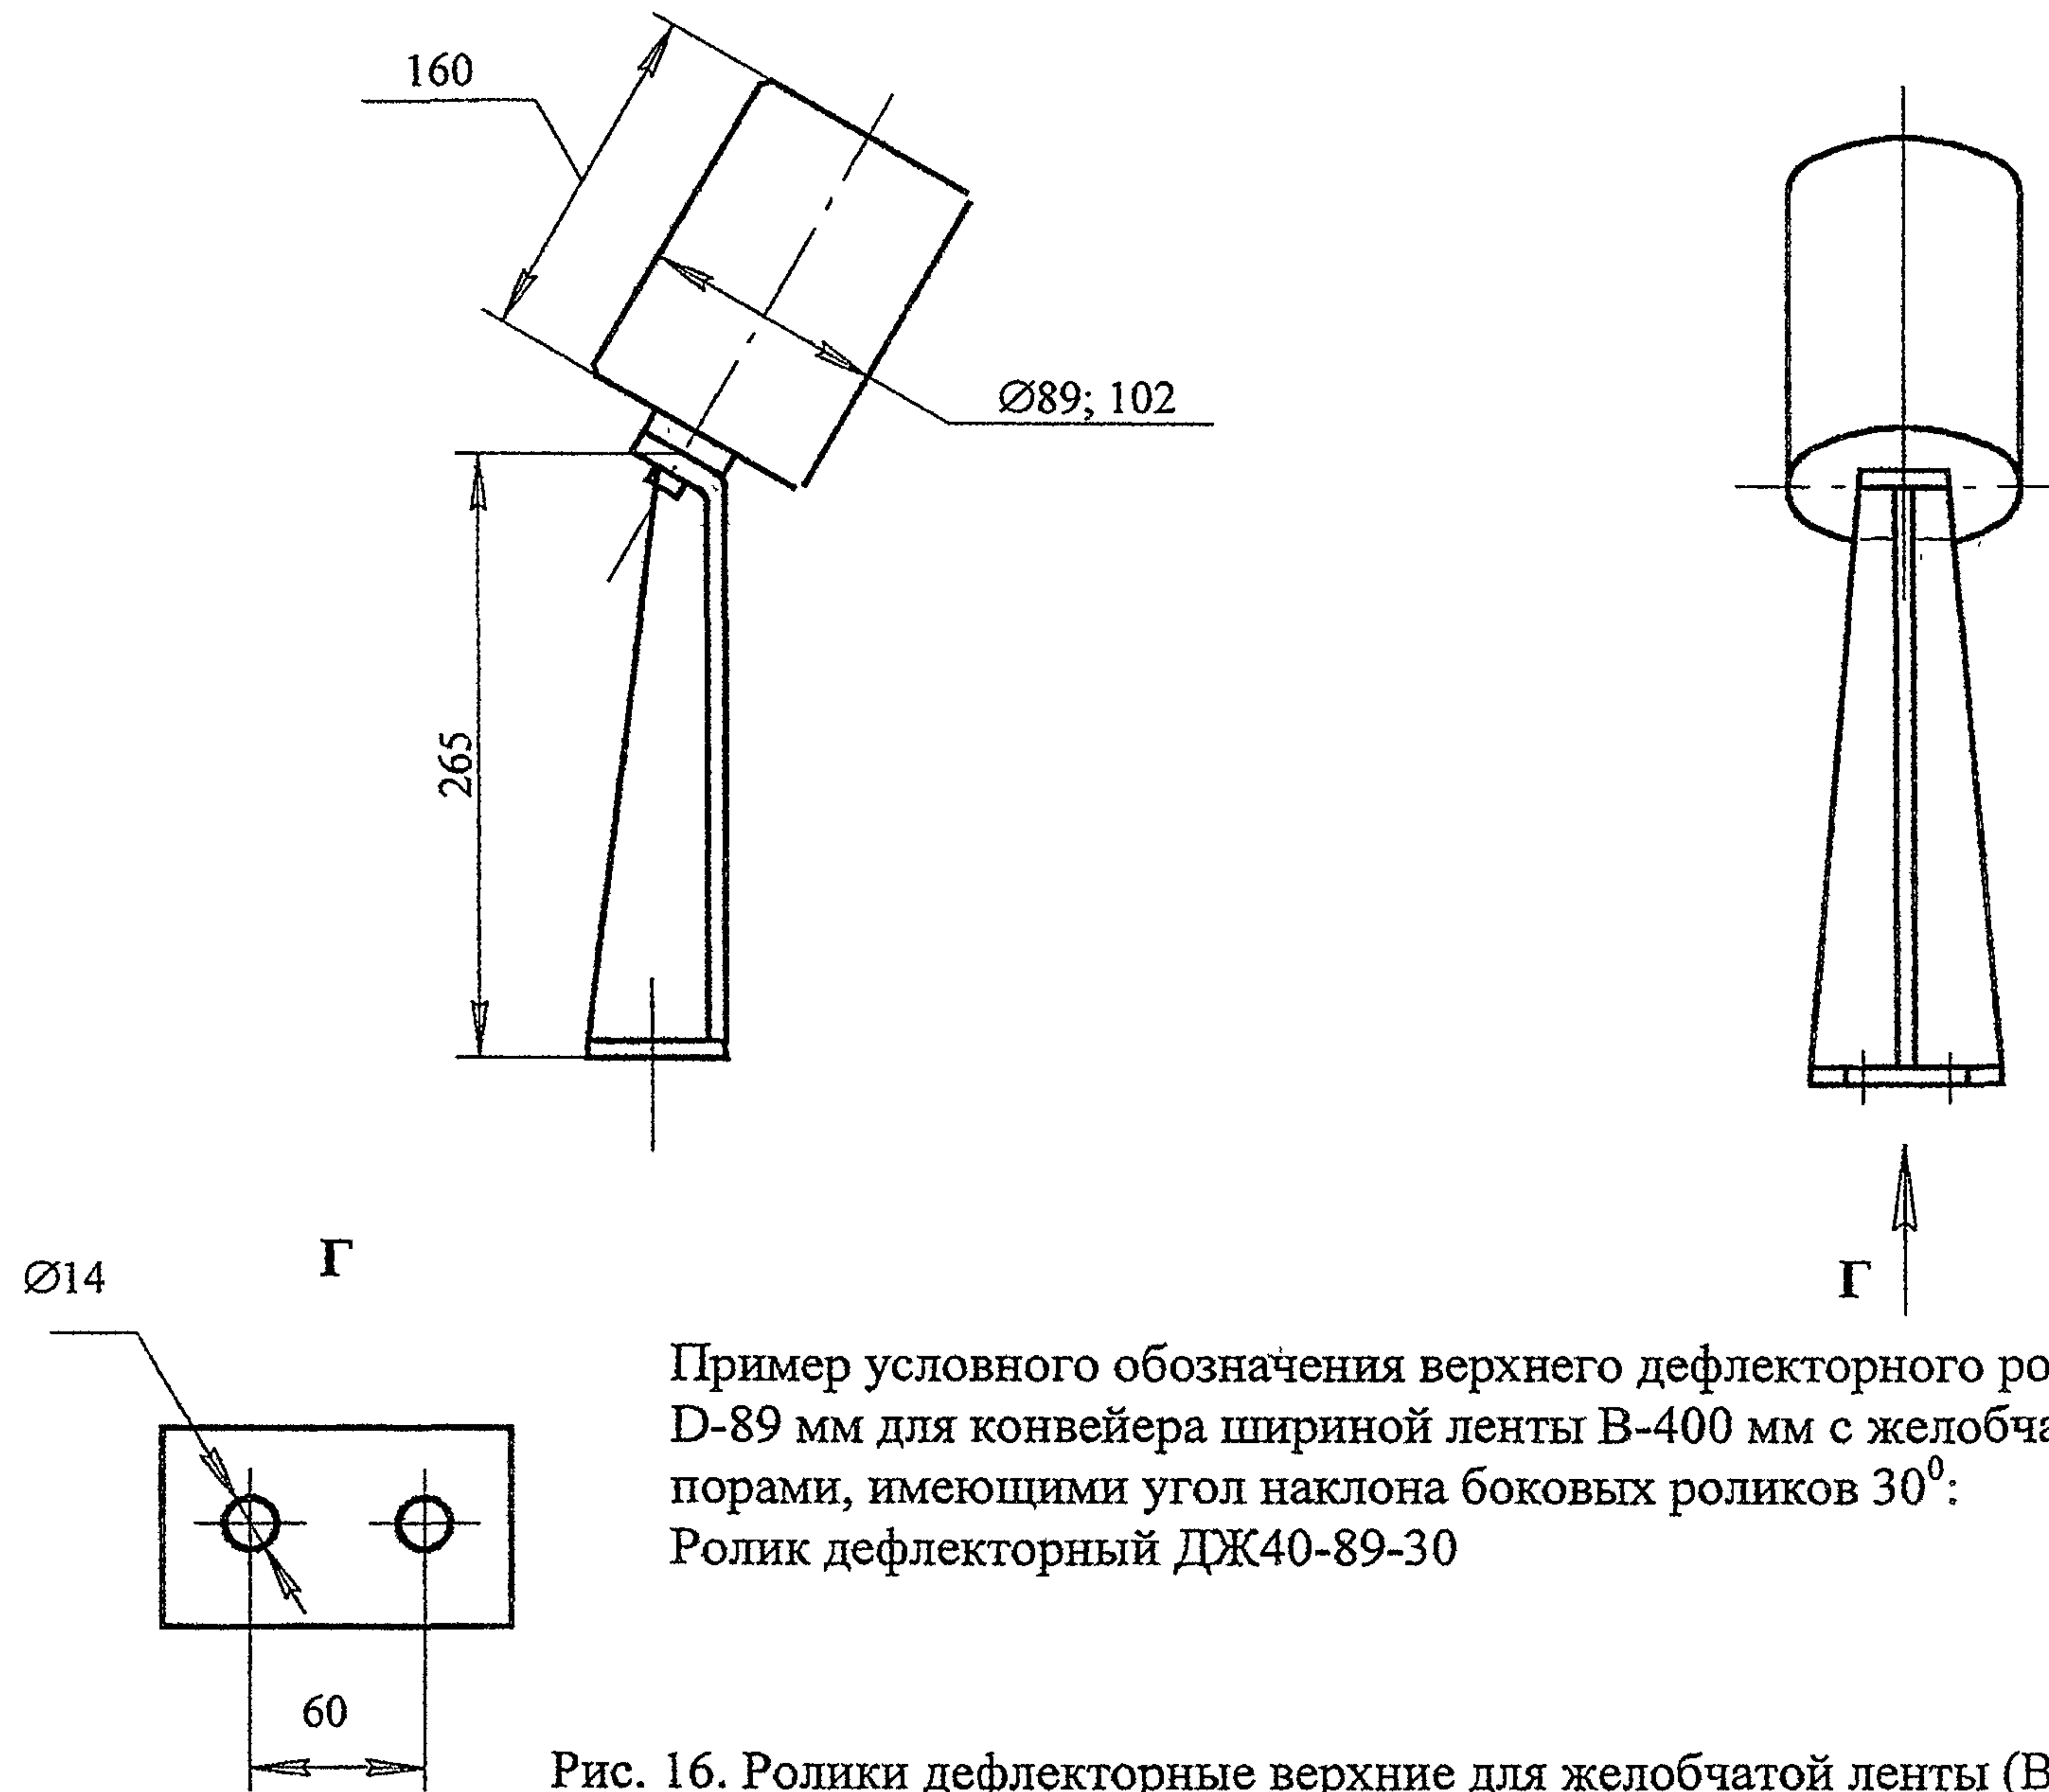 160
Ø89; 102
265
Г
Ø14
Г
Пример условного обозначения верхнего дефлекторного ро
D-89 мм для конвейера шириной ленты В-400 мм с желобча
порами, имеющими угол наклона боковых роликов 30⁰:
Ролик дефлекторный ДЖ40-89-30
60
Рис. 16. Ролики дефлекторные верхние для желобчатой ленты (В